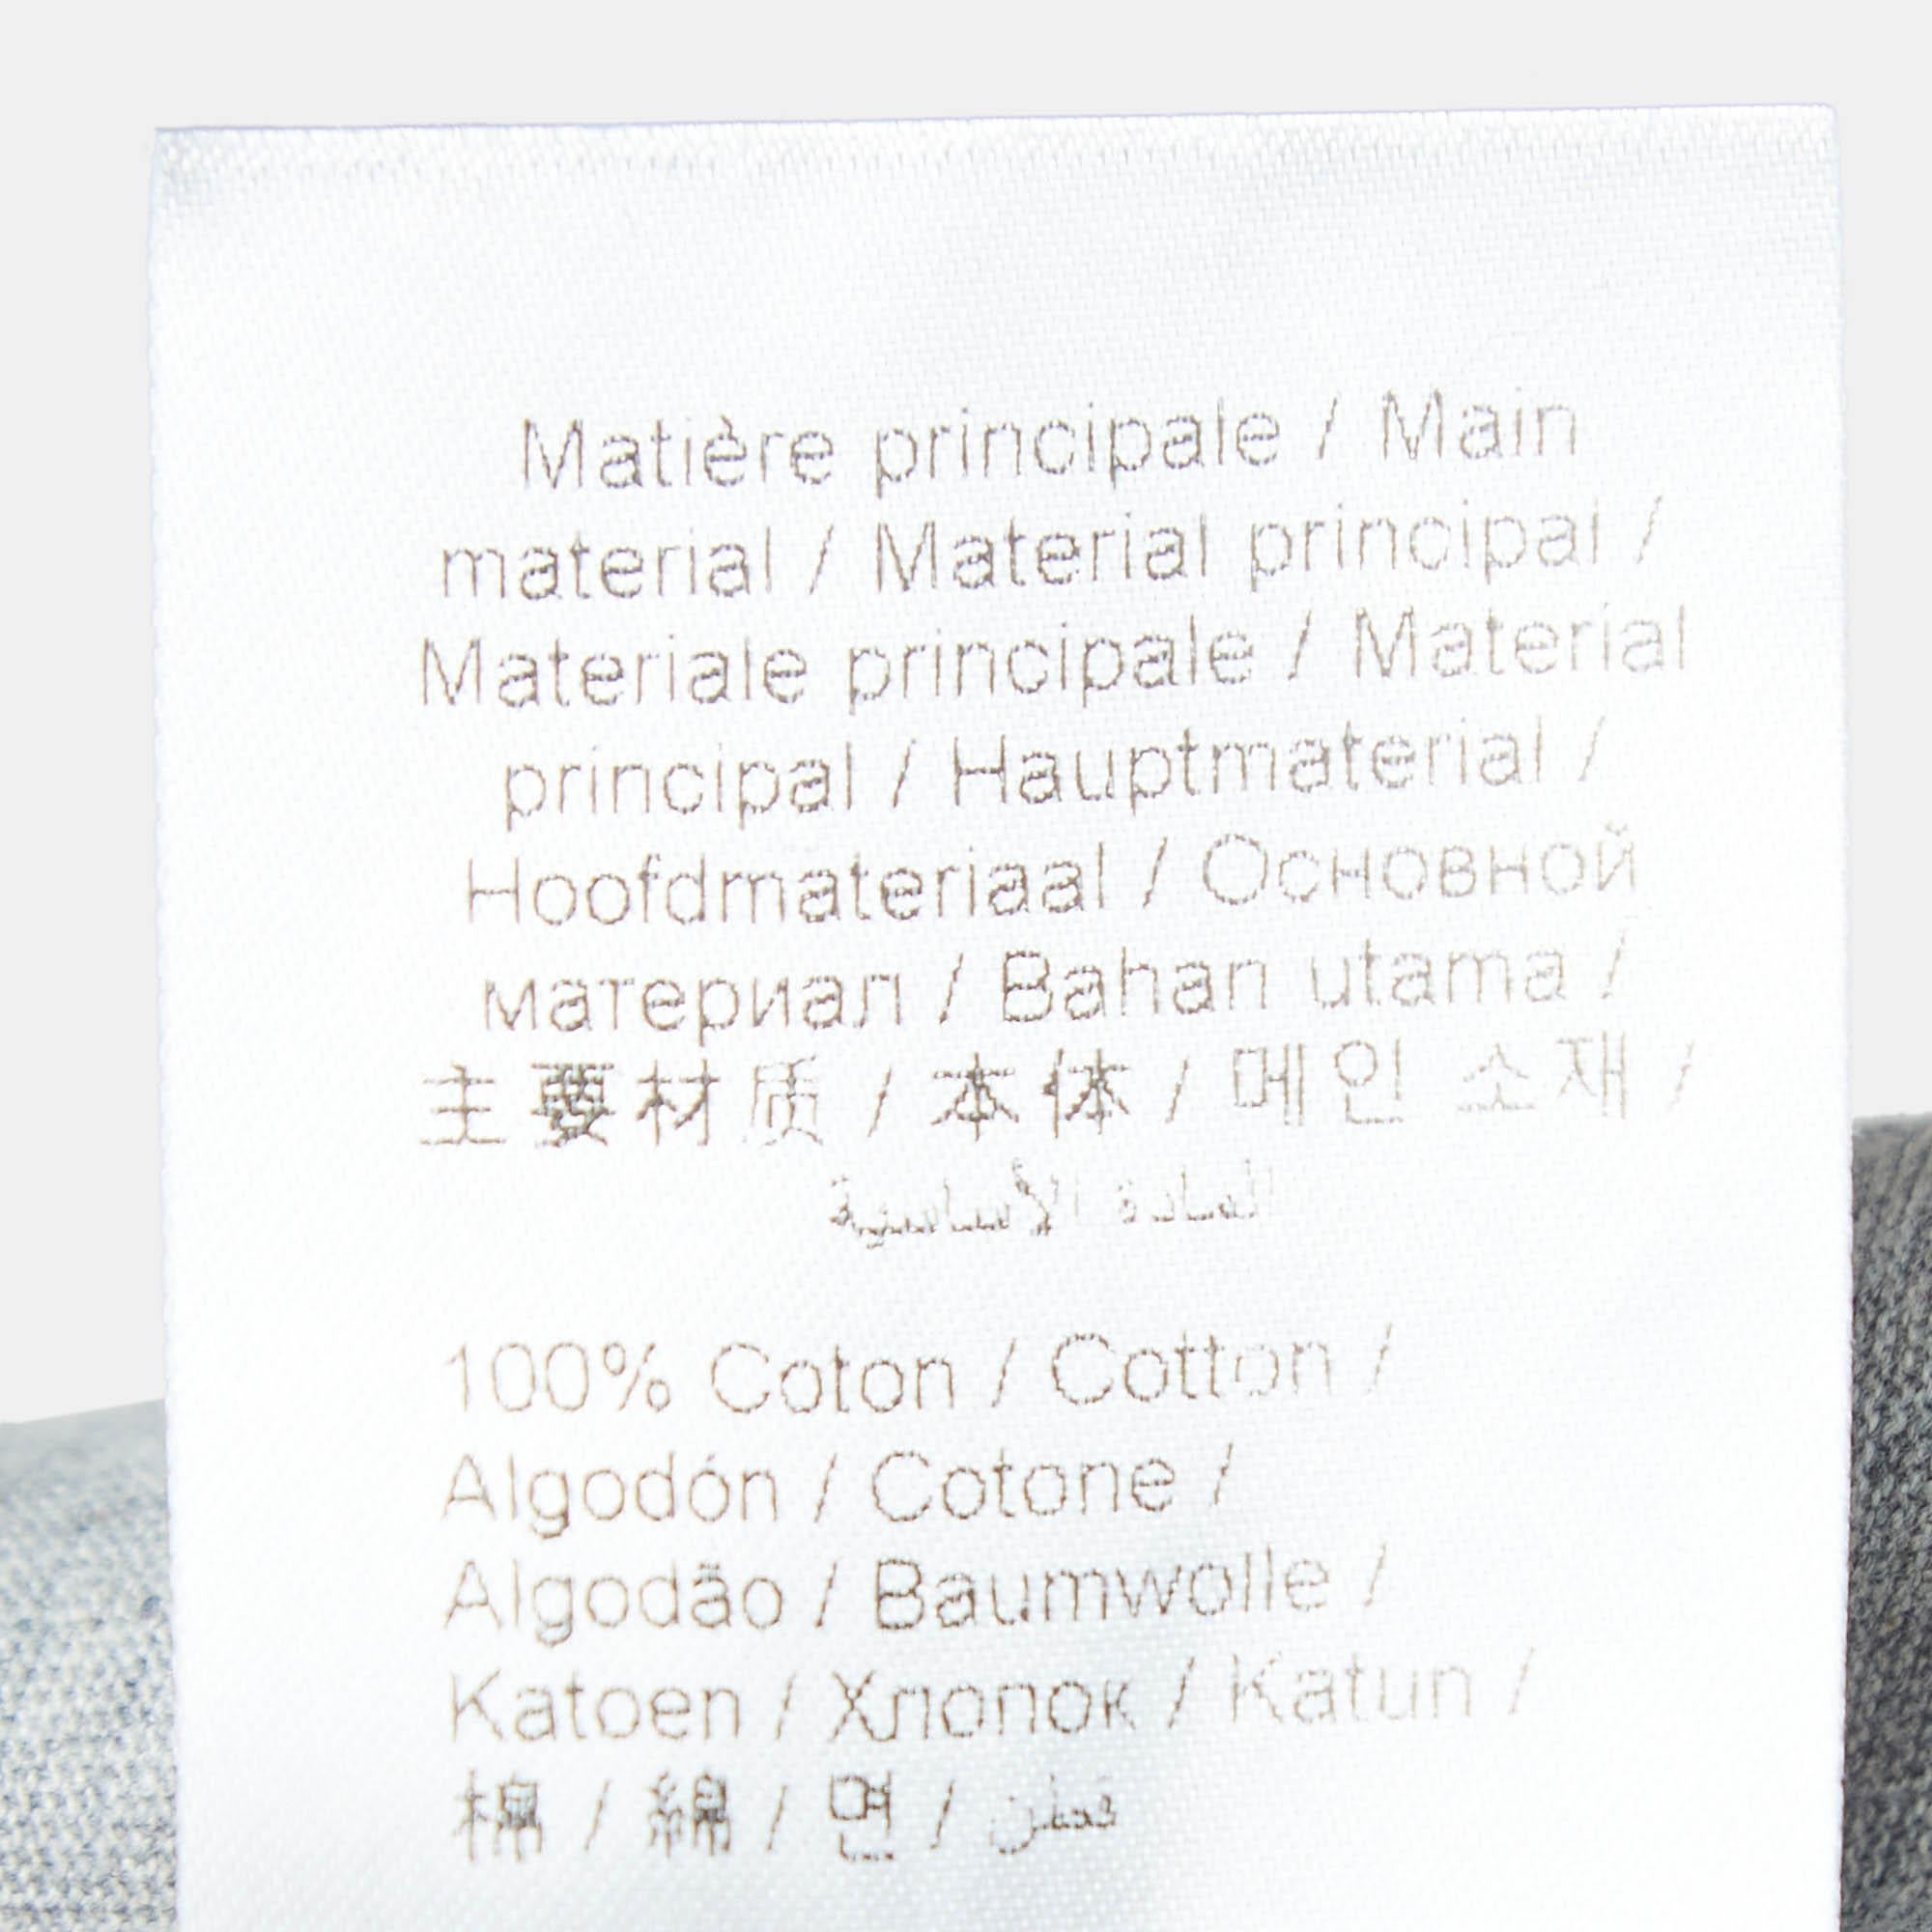 Matière principale / Main
material / Material principal /
Materiale principale / Material
principal / Hauptmaterial /
Hoofdmateriaal / Основной
материал / Bahan utama /
主要材质 / 本体 / 메인 소재 /
المادة الأساسية
100% Coton / Cotton /
Algodón / Cotone /
Algodão / Baumwolle /
Katoen / Хлопок / Katun /
棉 / 綿 / 면 / قطن